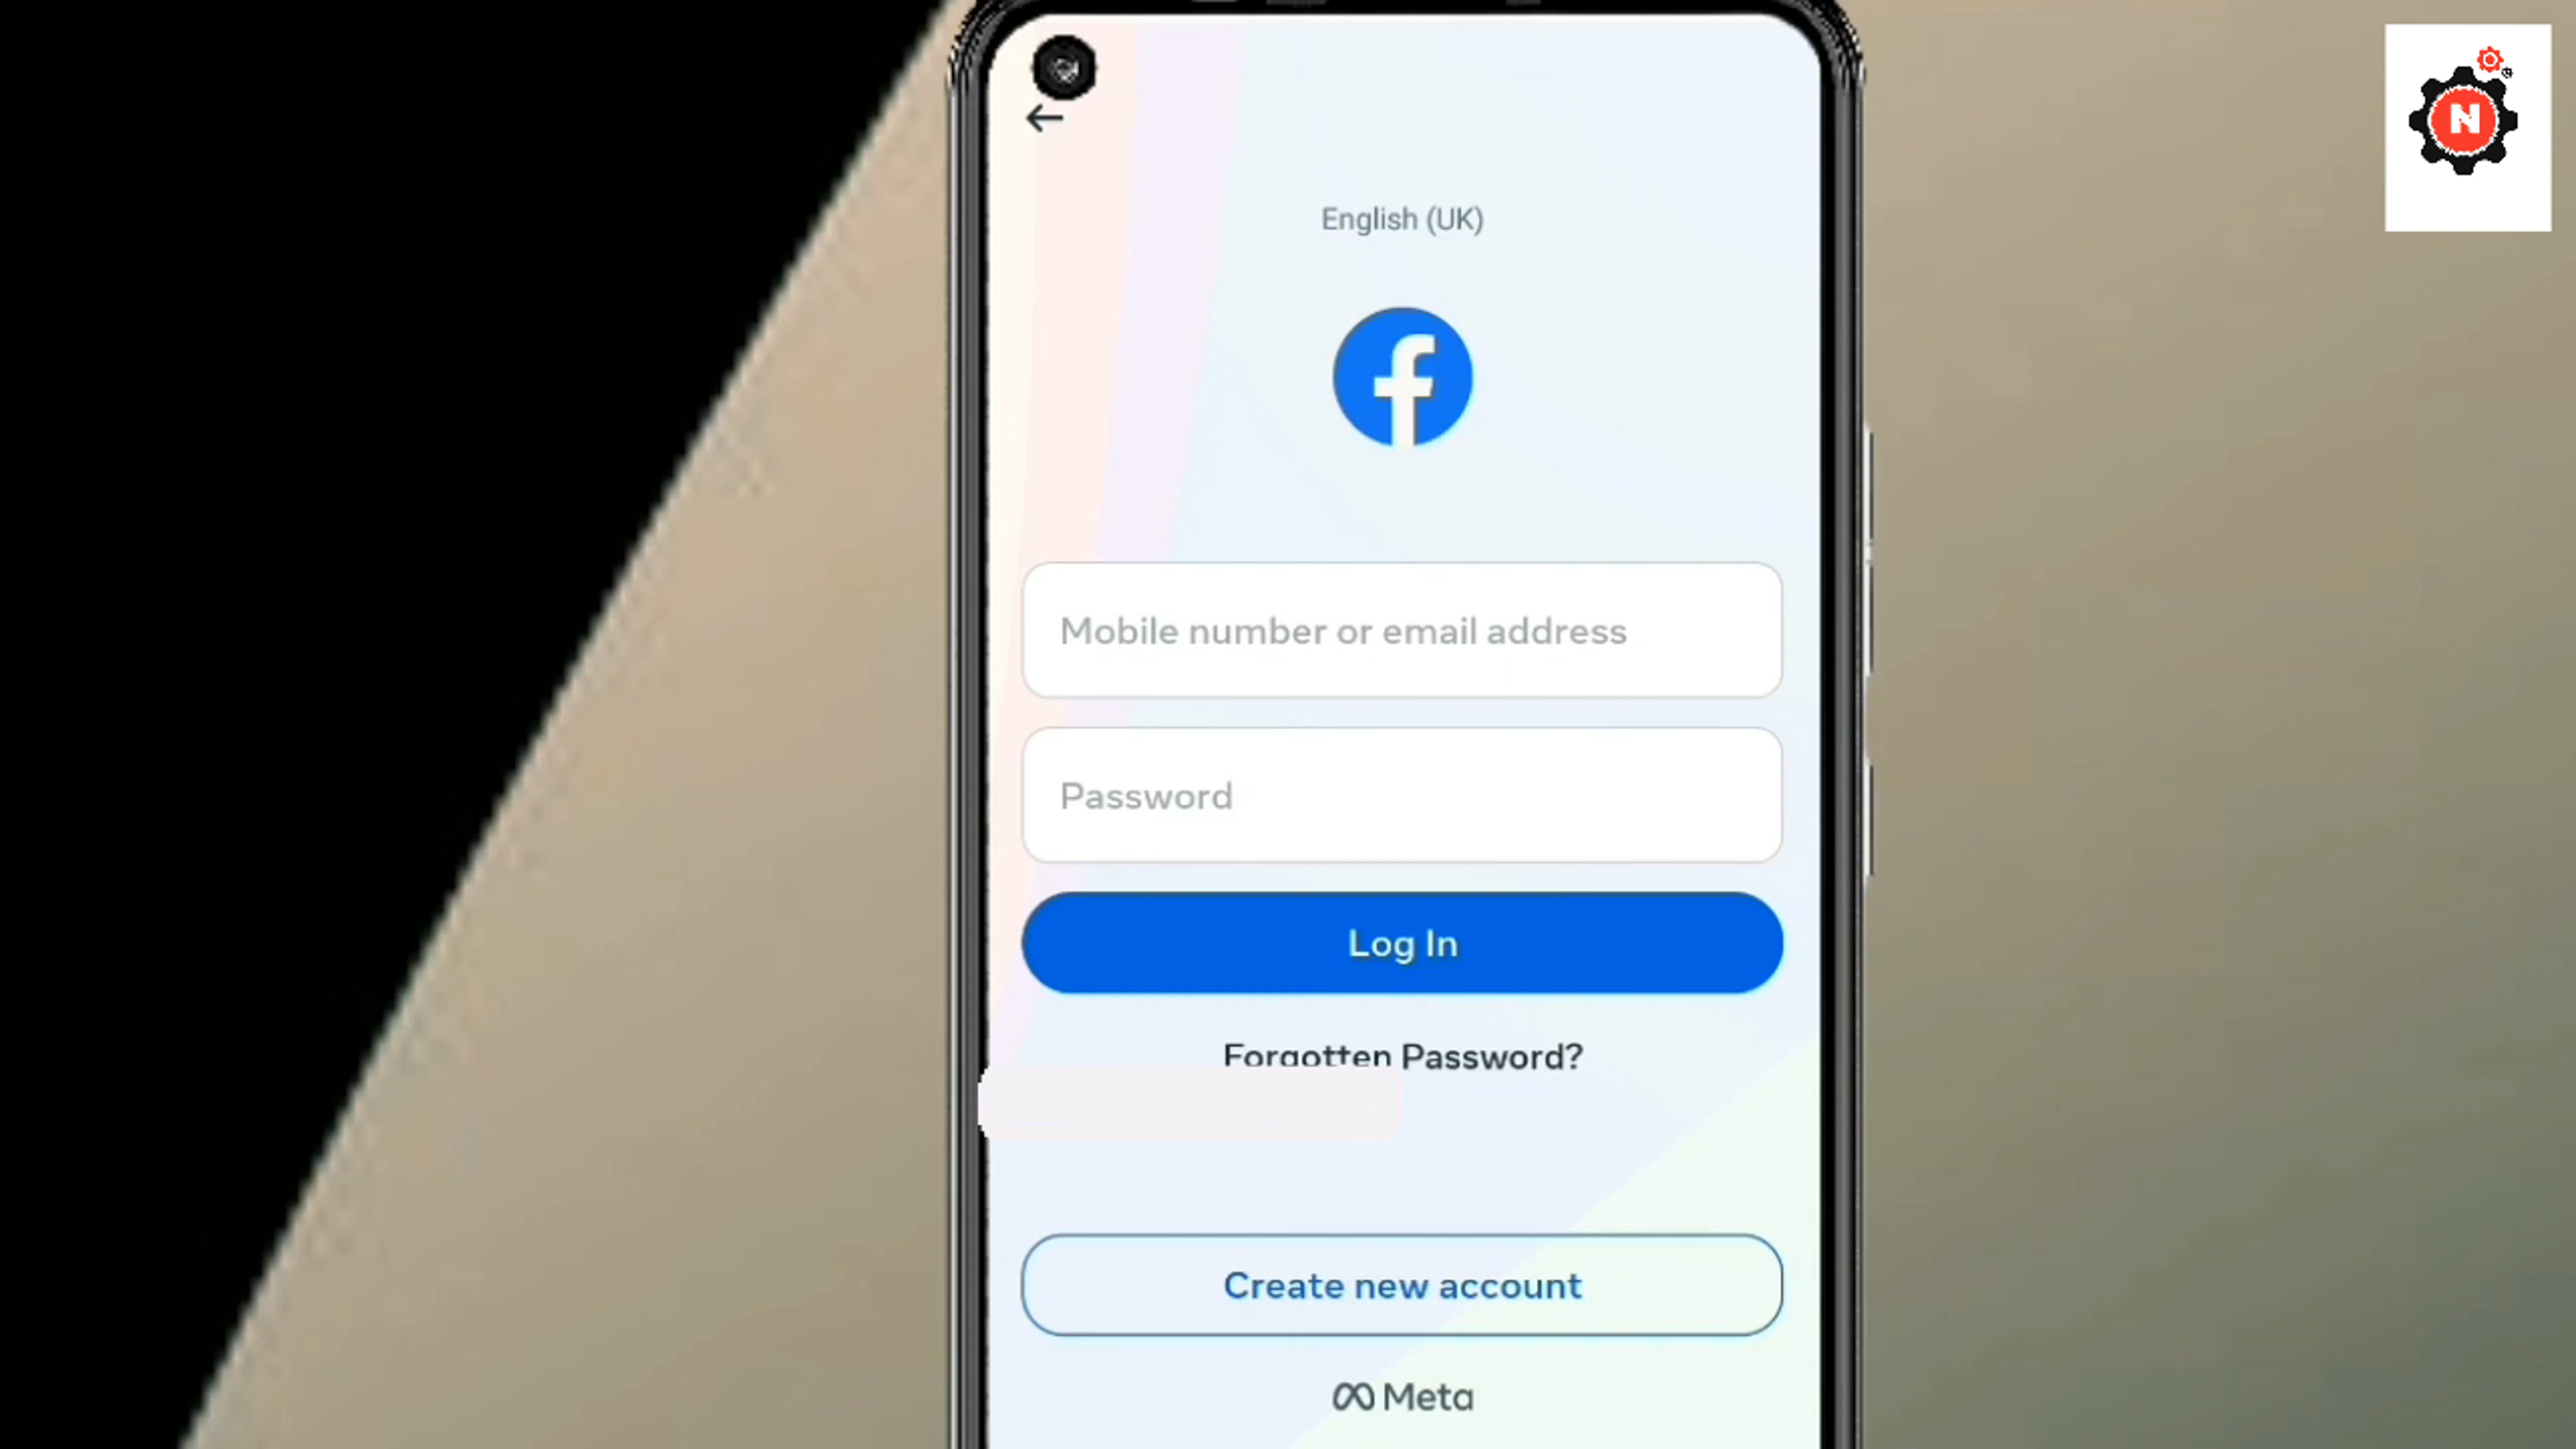 N
English (UK)
Mobile number or email address
Password
Log In
Forgotten Password?
Create new account
Meta